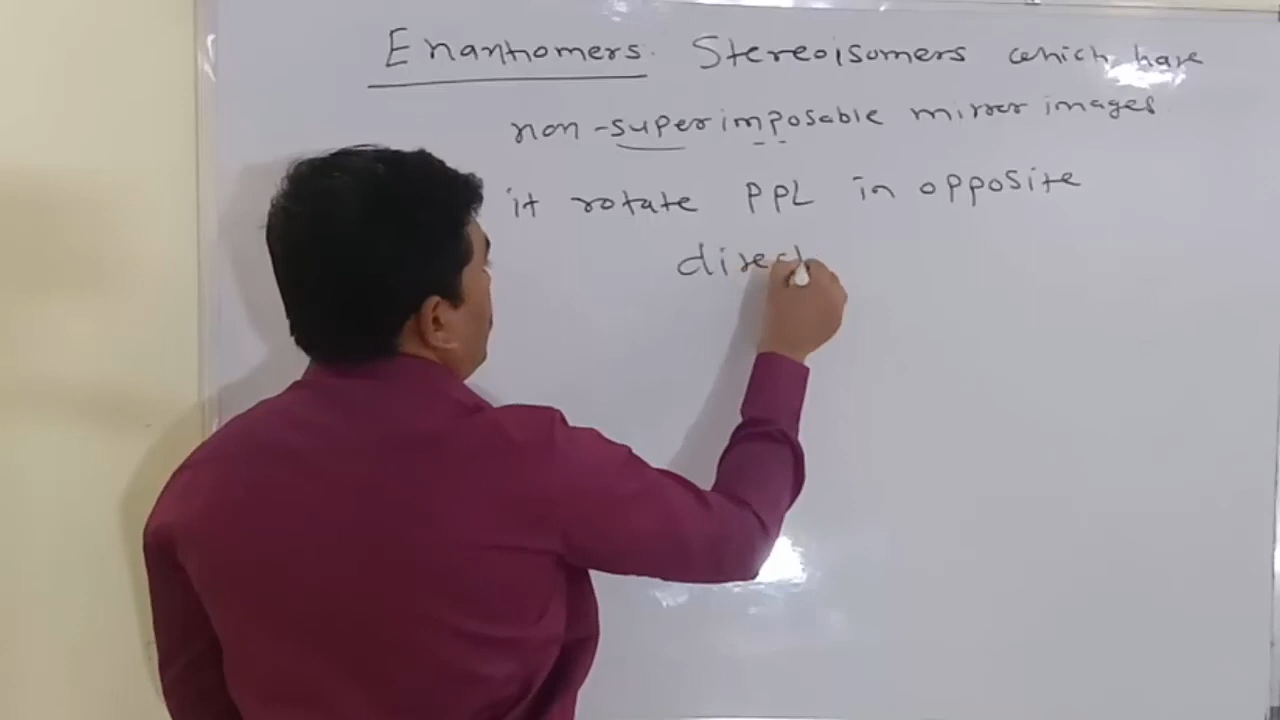 Enantiomers. Stereoisomers which have
non-superimposable mirror images
it rotate PPL in opposite
direct